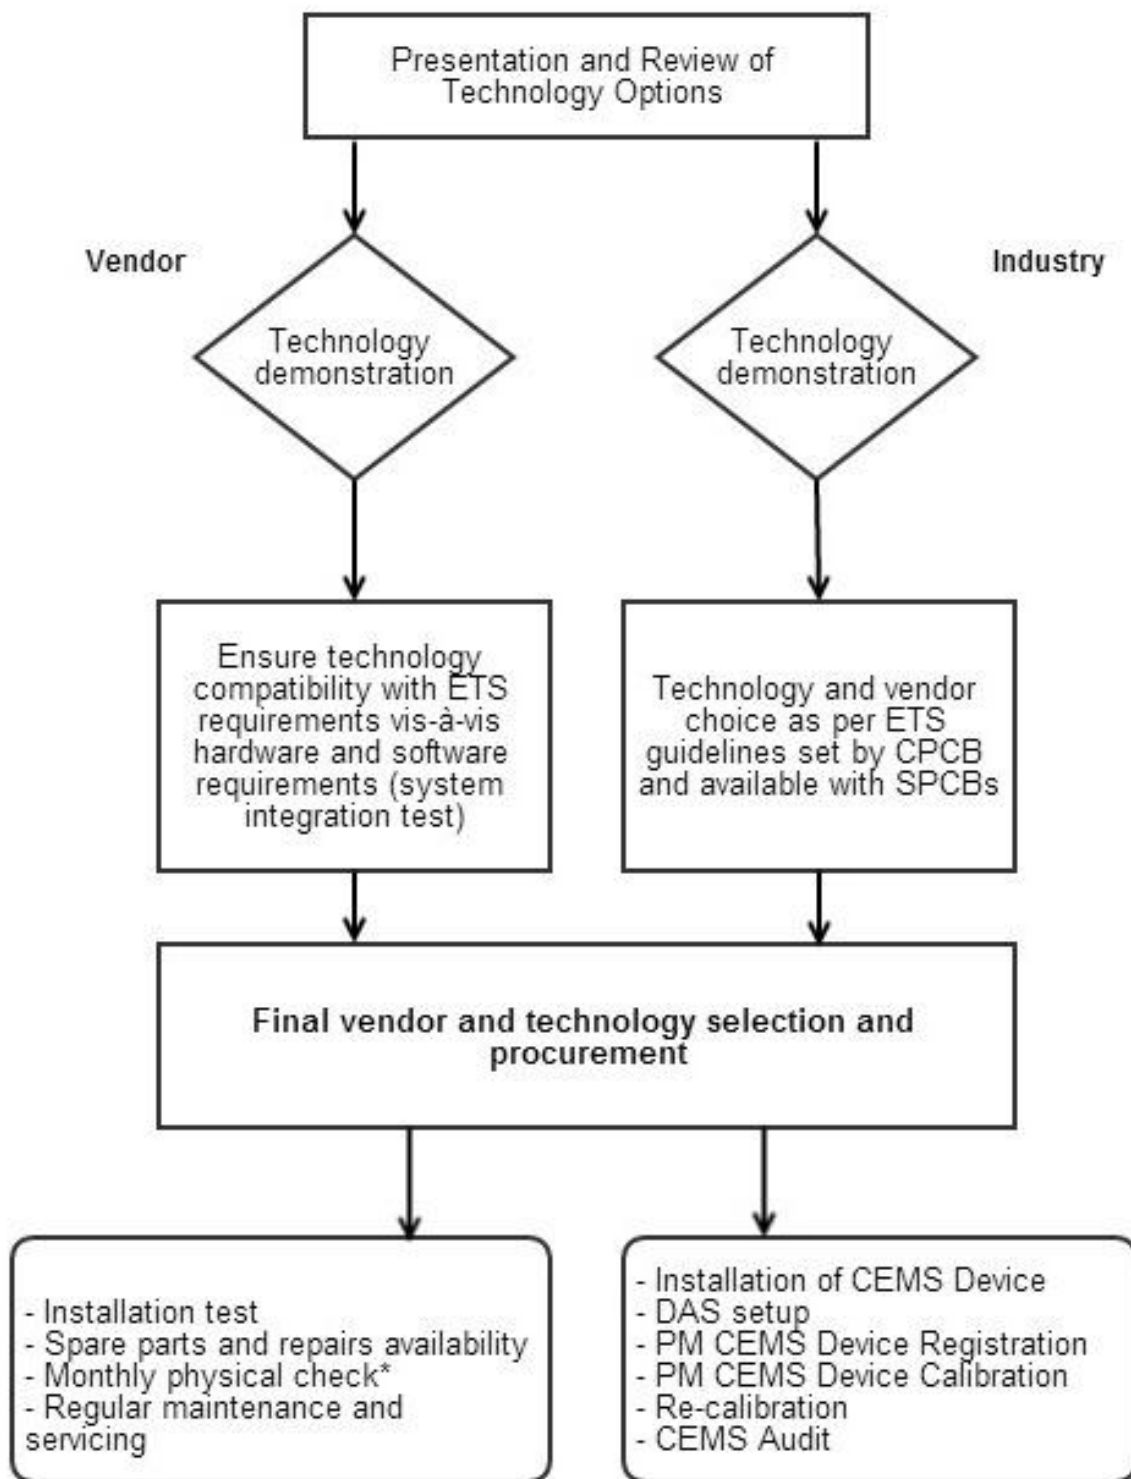 Presentation and Review of
Technology Options
Vendor
Industry
Technology
demonstration
Technology
demonstration
Ensure technology
compatibility with ETS
requirements vis-à-vis
hardware and software
requirements (system
integration test)
Technology and vendor
choice as per ETS
guidelines set by CPCB
and available with SPCBs
Final vendor and technology selection and
procurement
- Installation test
- Spare parts and repairs availability
- Monthly physical check*
- Regular maintenance and
servicing
- Installation of CEMS Device
- DAS setup
- PM CEMS Device Registration
- PM CEMS Device Calibration
- Re-calibration
- CEMS Audit